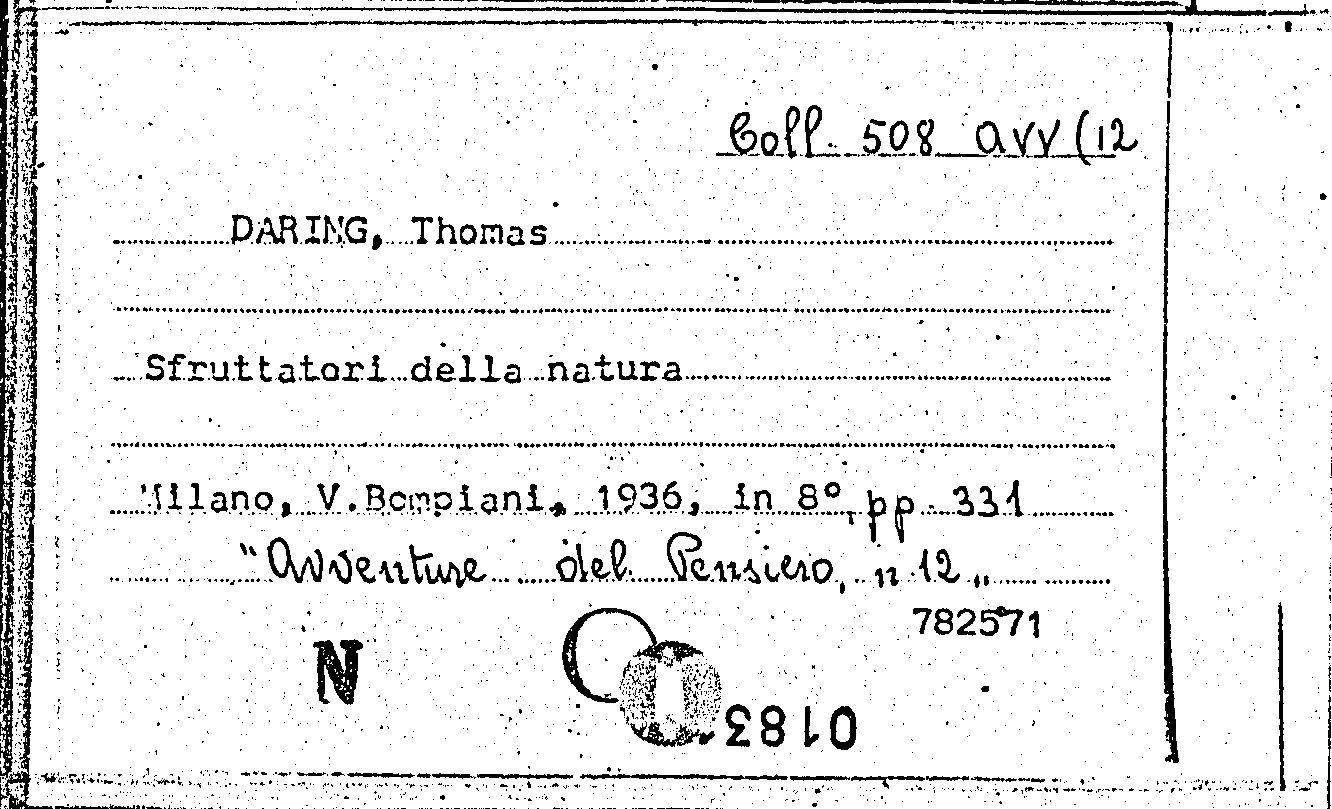 Coll. 508 avv (12
DARING, Thomas
Sfruttatori della natura
Milano, V.Bompiani, 1936, in 8°, pp. 331
"Avventure del Pensiero, n 12„
782571
N
0183